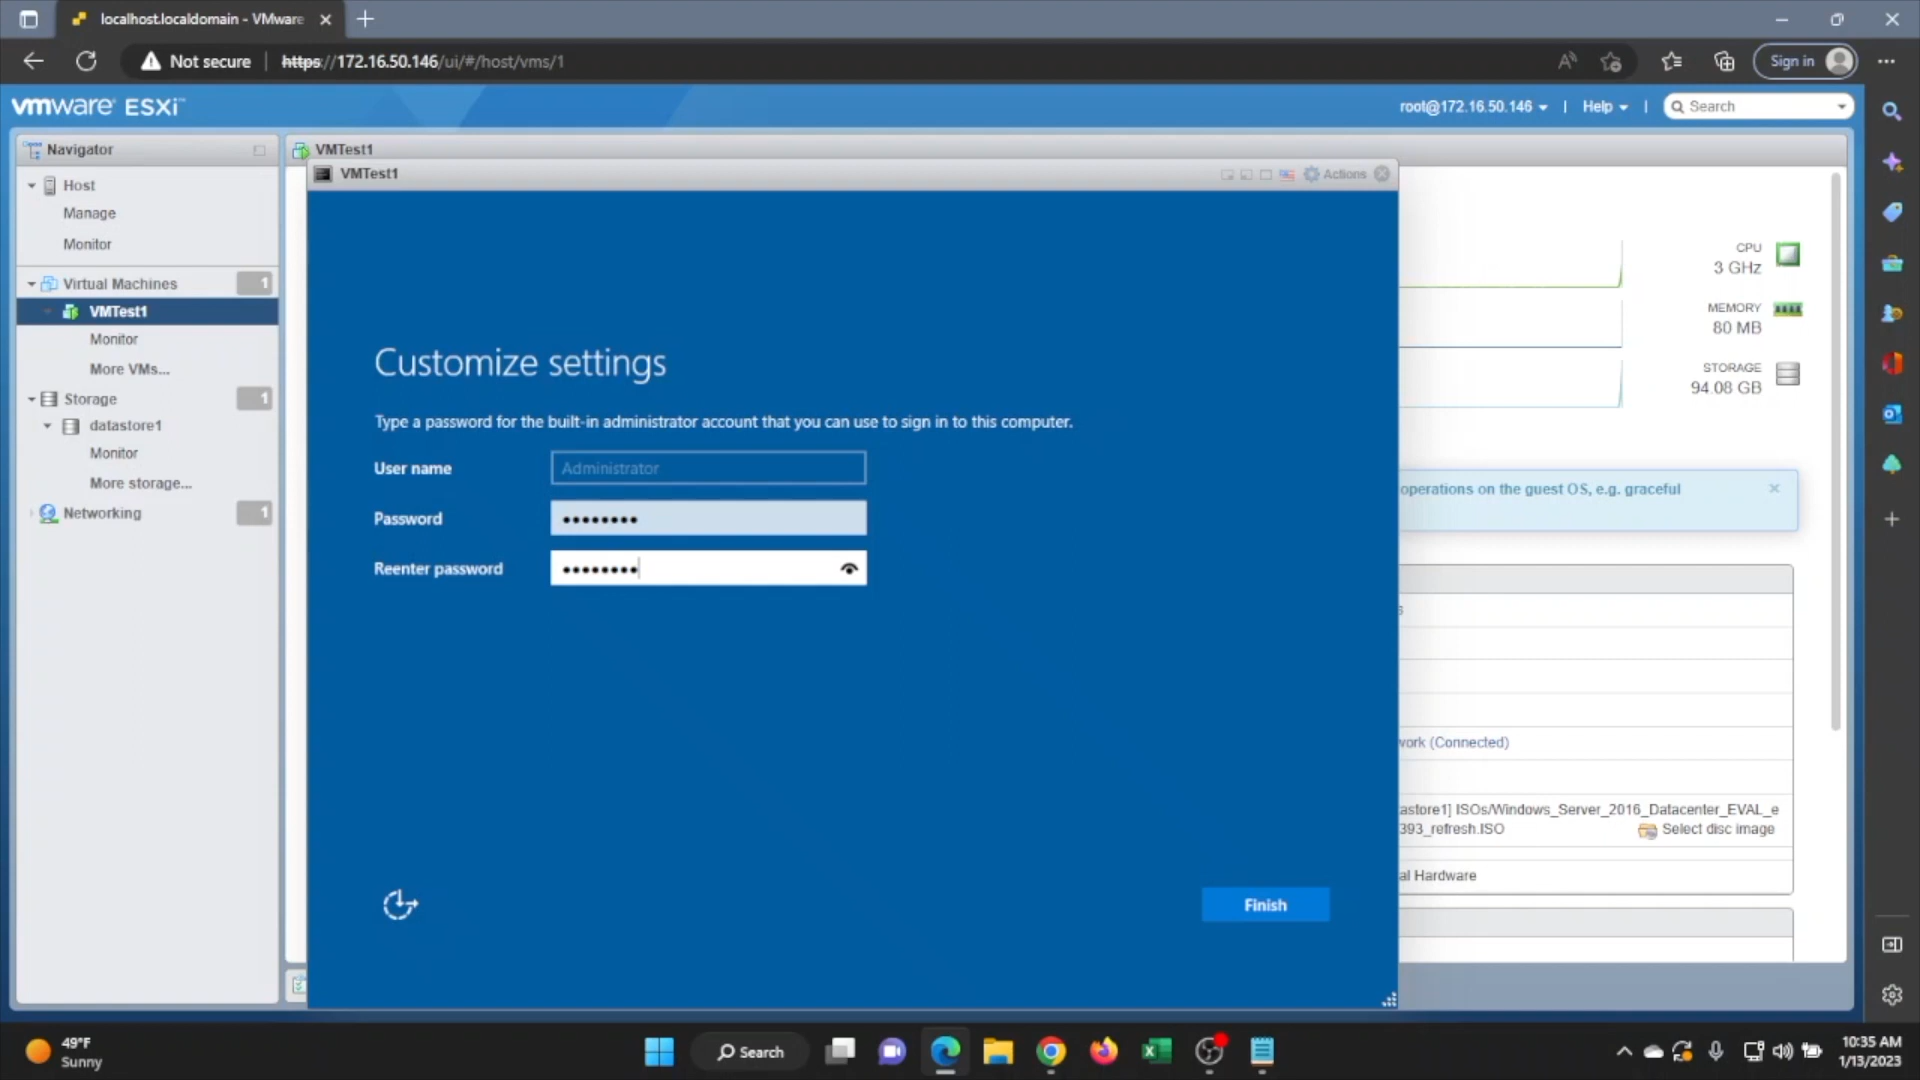 localhost.localdomain - VMware
Not secure
https://172.16.50.146/ui/#/host/vms/1
Sign in
vmware ESXi™
root@172.16.50.146
Help
Search
Navigator
VMTest1
VMTest1
Actions
Host
Manage
Monitor
Virtual Machines
1
VMTest1
Monitor
More VMs...
Storage
1
datastore1
Monitor
More storage...
Networking
1
CPU
3 GHz
MEMORY
80 MB
STORAGE
94.08 GB
Customize settings
Type a password for the built-in administrator account that you can use to sign in to this computer.
User name
Administrator
Password
••••••••
Reenter password
••••••••
Finish
operations on the guest OS, e.g. graceful
work (Connected)
astore1] ISOs/Windows_Server_2016_Datacenter_EVAL_e
393_refresh.ISO
Select disc image
al Hardware
49°F
Sunny
Search
10:35 AM
1/13/2023